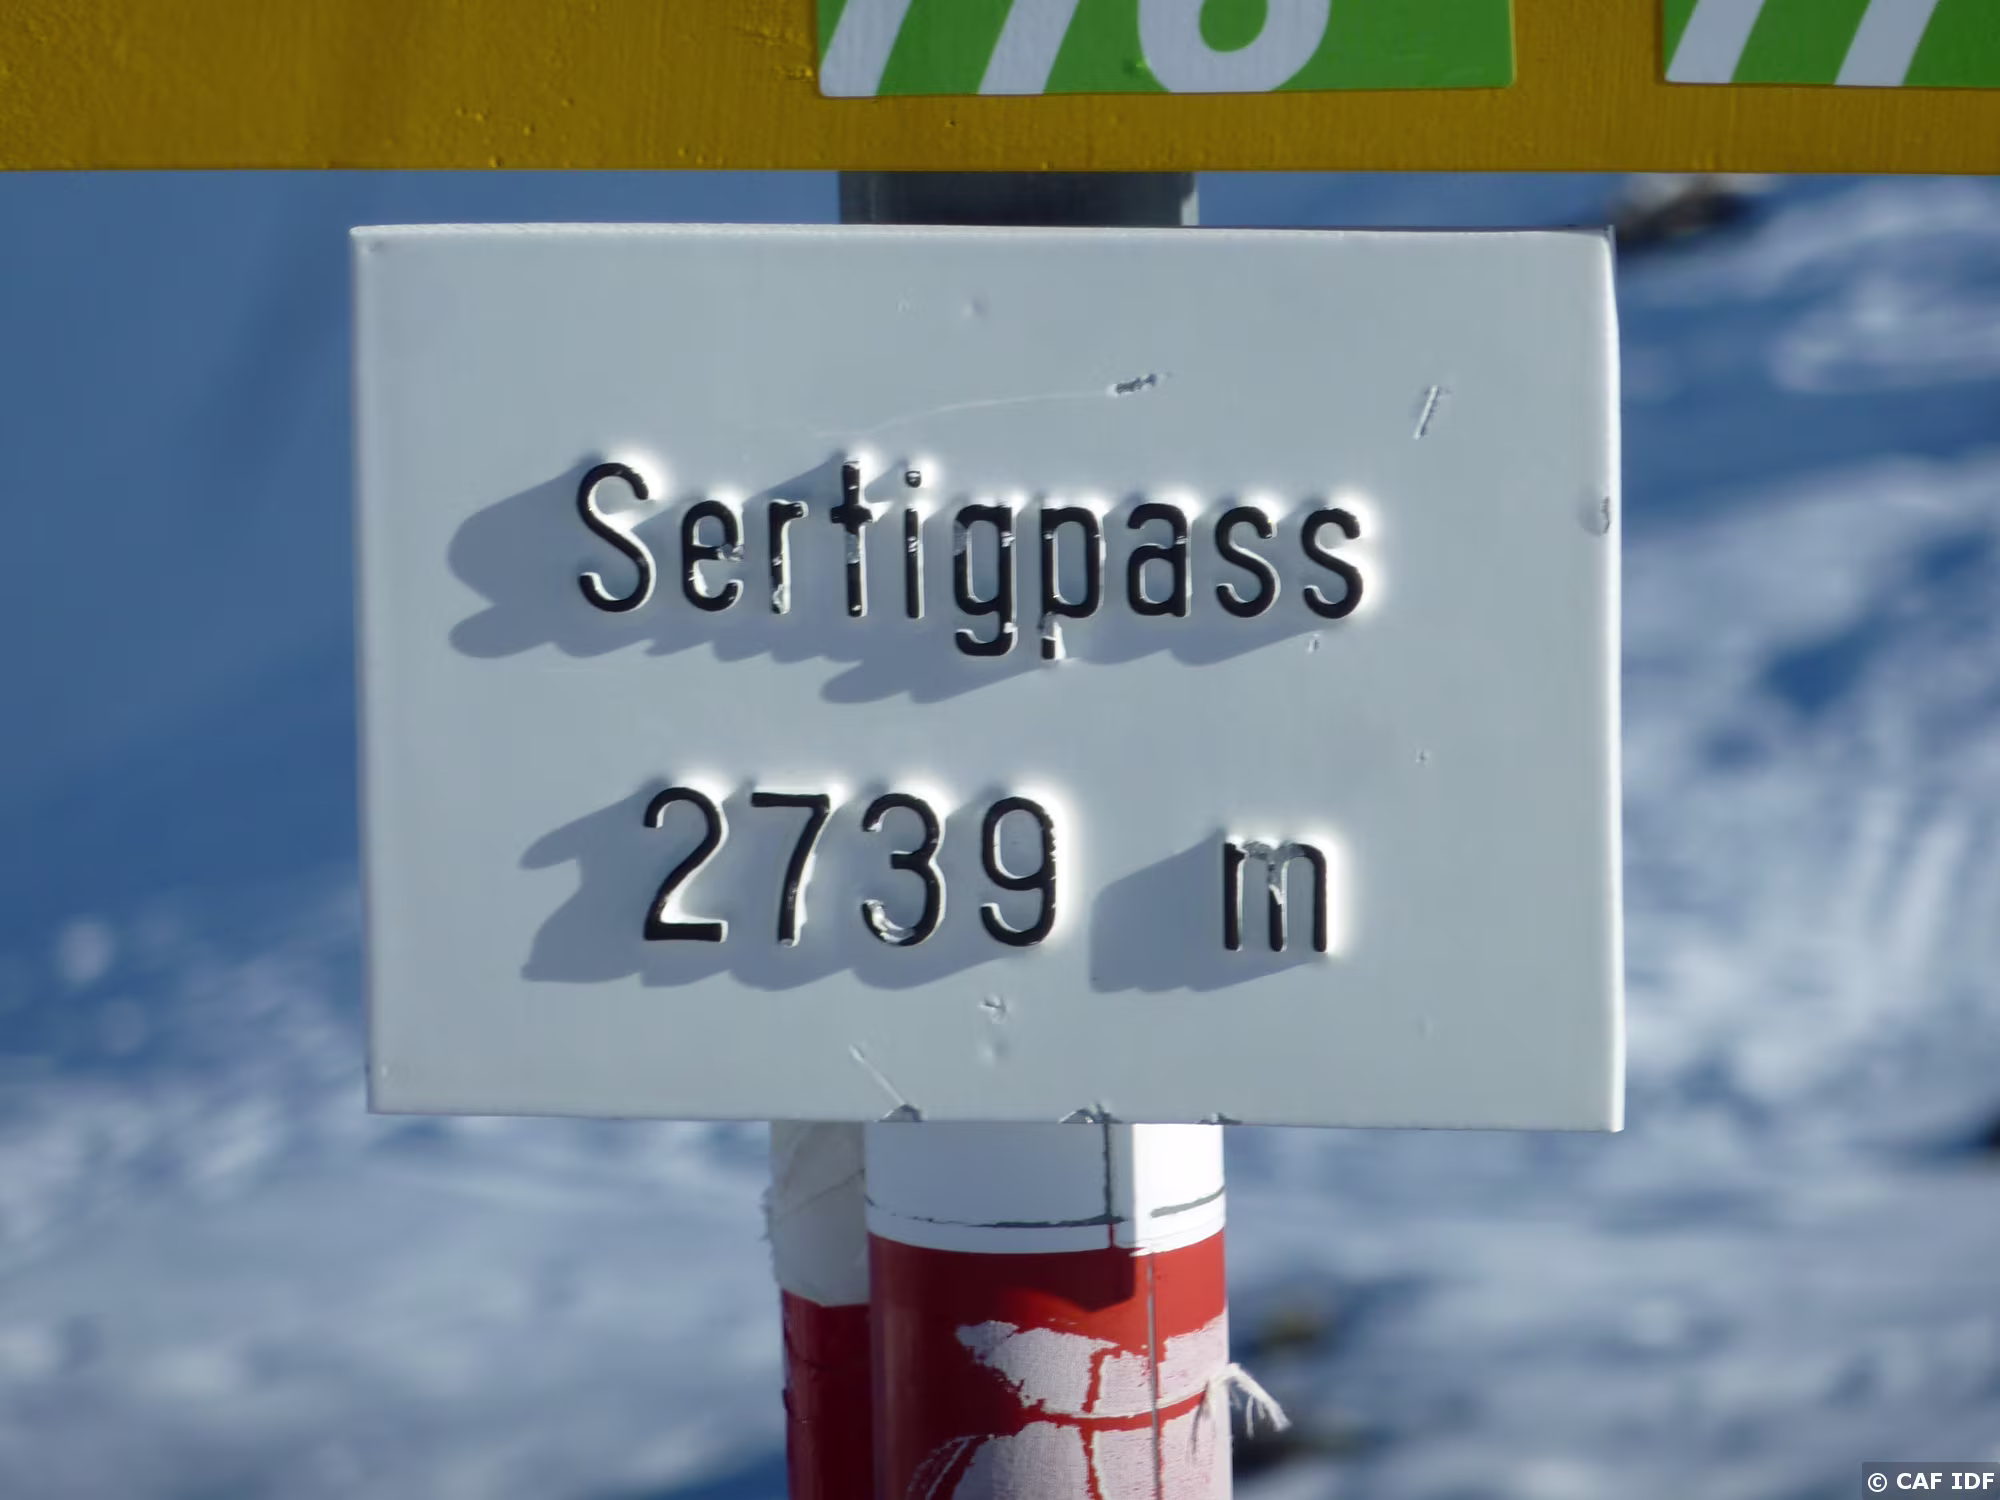 Sertigpass
2739 m
© CAF IDF